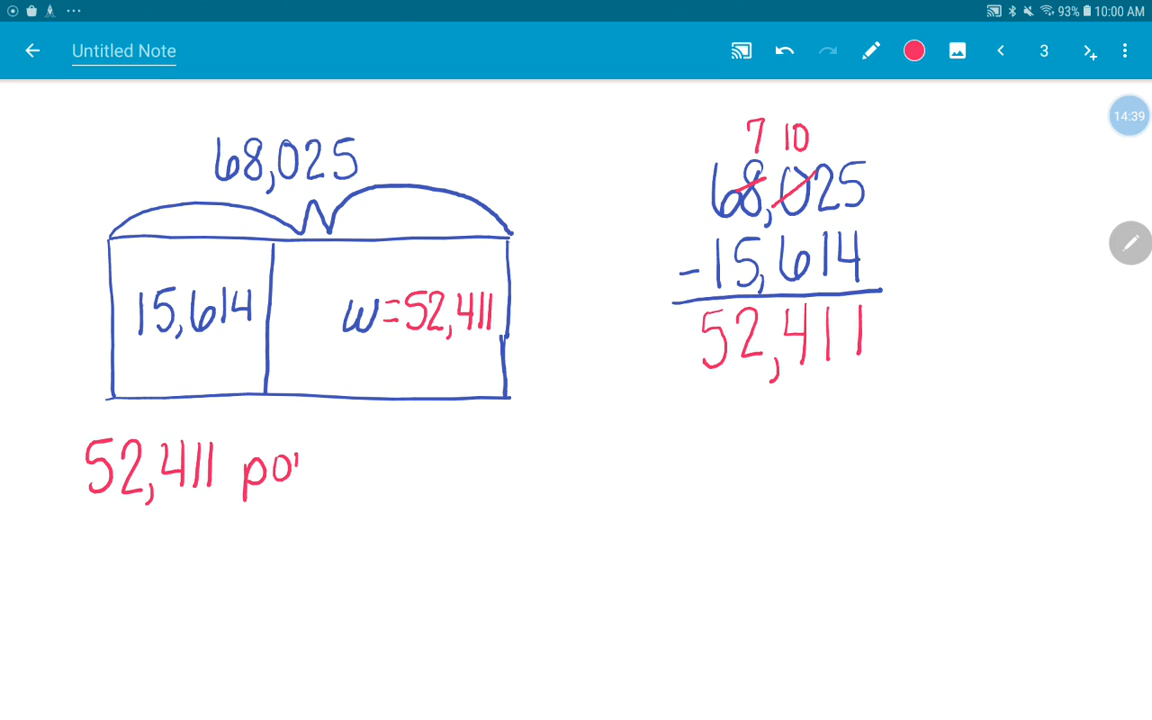 93% 10:00 AM
Untitled Note
3
14:39
68,025
15,614
w=52,411
7 10
68,025
-15,614
52,411
52,411 po